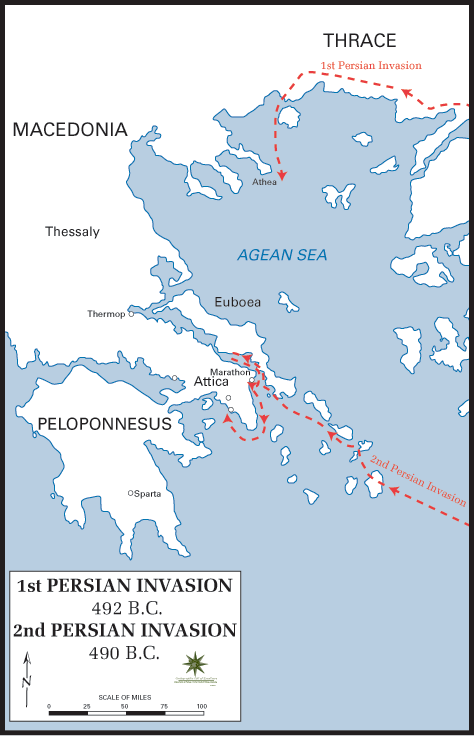 THRACE
1st Persian Invasion
MACEDONIA
Athea
Thessaly
AGEAN SEA
Euboea
Thermop
Marathon
Attica
PELOPONNESUS
2nd Persian Invasion
Sparta
1st PERSIAN INVASION
492 B.C.
2nd PERSIAN INVASION
490 B.C.
SCALE OF MILES
0 25 50 75 100